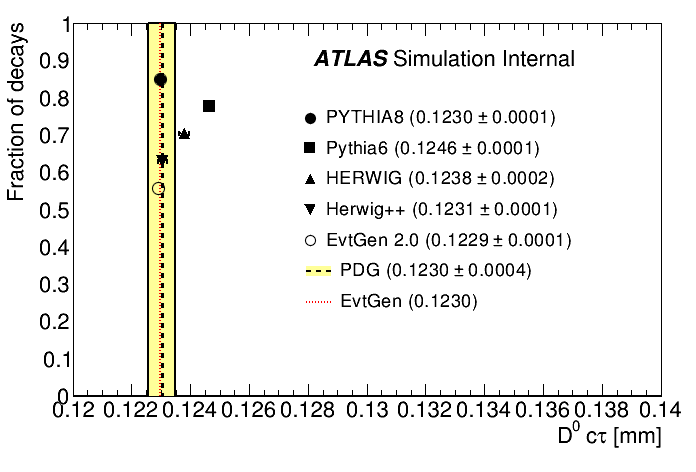 Fraction of decays
1
0.9
0.8
0.7
0.6
0.5
0.4
0.3
0.2
0.1
0
ATLAS Simulation Internal
PYTHIA8 (0.1230 ± 0.0001)
Pythia6 (0.1246 ± 0.0001)
HERWIG (0.1238 ± 0.0002)
Herwig++ (0.1231 ± 0.0001)
EvtGen 2.0 (0.1229 ± 0.0001)
PDG (0.1230 ± 0.0004)
EvtGen (0.1230)
0.12 0.122 0.124 0.126 0.128 0.13 0.132 0.134 0.136 0.138 0.14
D⁰ cτ [mm]